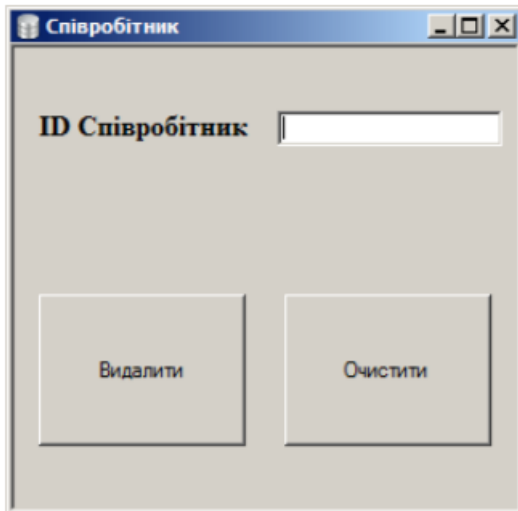 Співробітник
ID Співробітник
Видалити
Очистити